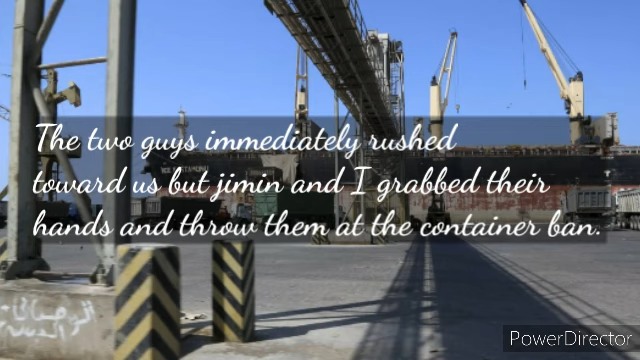 The two guys immediately rushed
toward us but jimin and I grabbed their
hands and throw them at the container ban.
PowerDirector